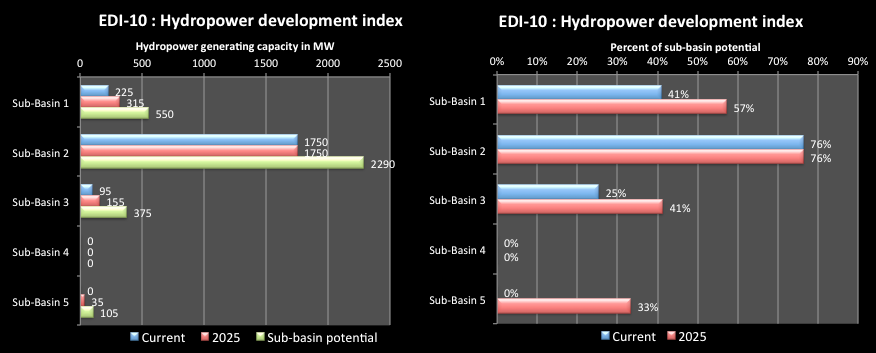 EDI-10 : Hydropower development index
Hydropower generating capacity in MW
0 500 1000 1500 2000 2500
Sub-Basin 1
225
315
550
Sub-Basin 2
1750
1750
2290
Sub-Basin 3
95
155
375
Sub-Basin 4
0
0
0
Sub-Basin 5
0
35
105
Current 2025 Sub-basin potential
EDI-10 : Hydropower development index
Percent of sub-basin potential
0% 10% 20% 30% 40% 50% 60% 70% 80% 90%
Sub-Basin 1
41%
57%
Sub-Basin 2
76%
76%
Sub-Basin 3
25%
41%
Sub-Basin 4
0%
0%
Sub-Basin 5
0%
33%
Current 2025